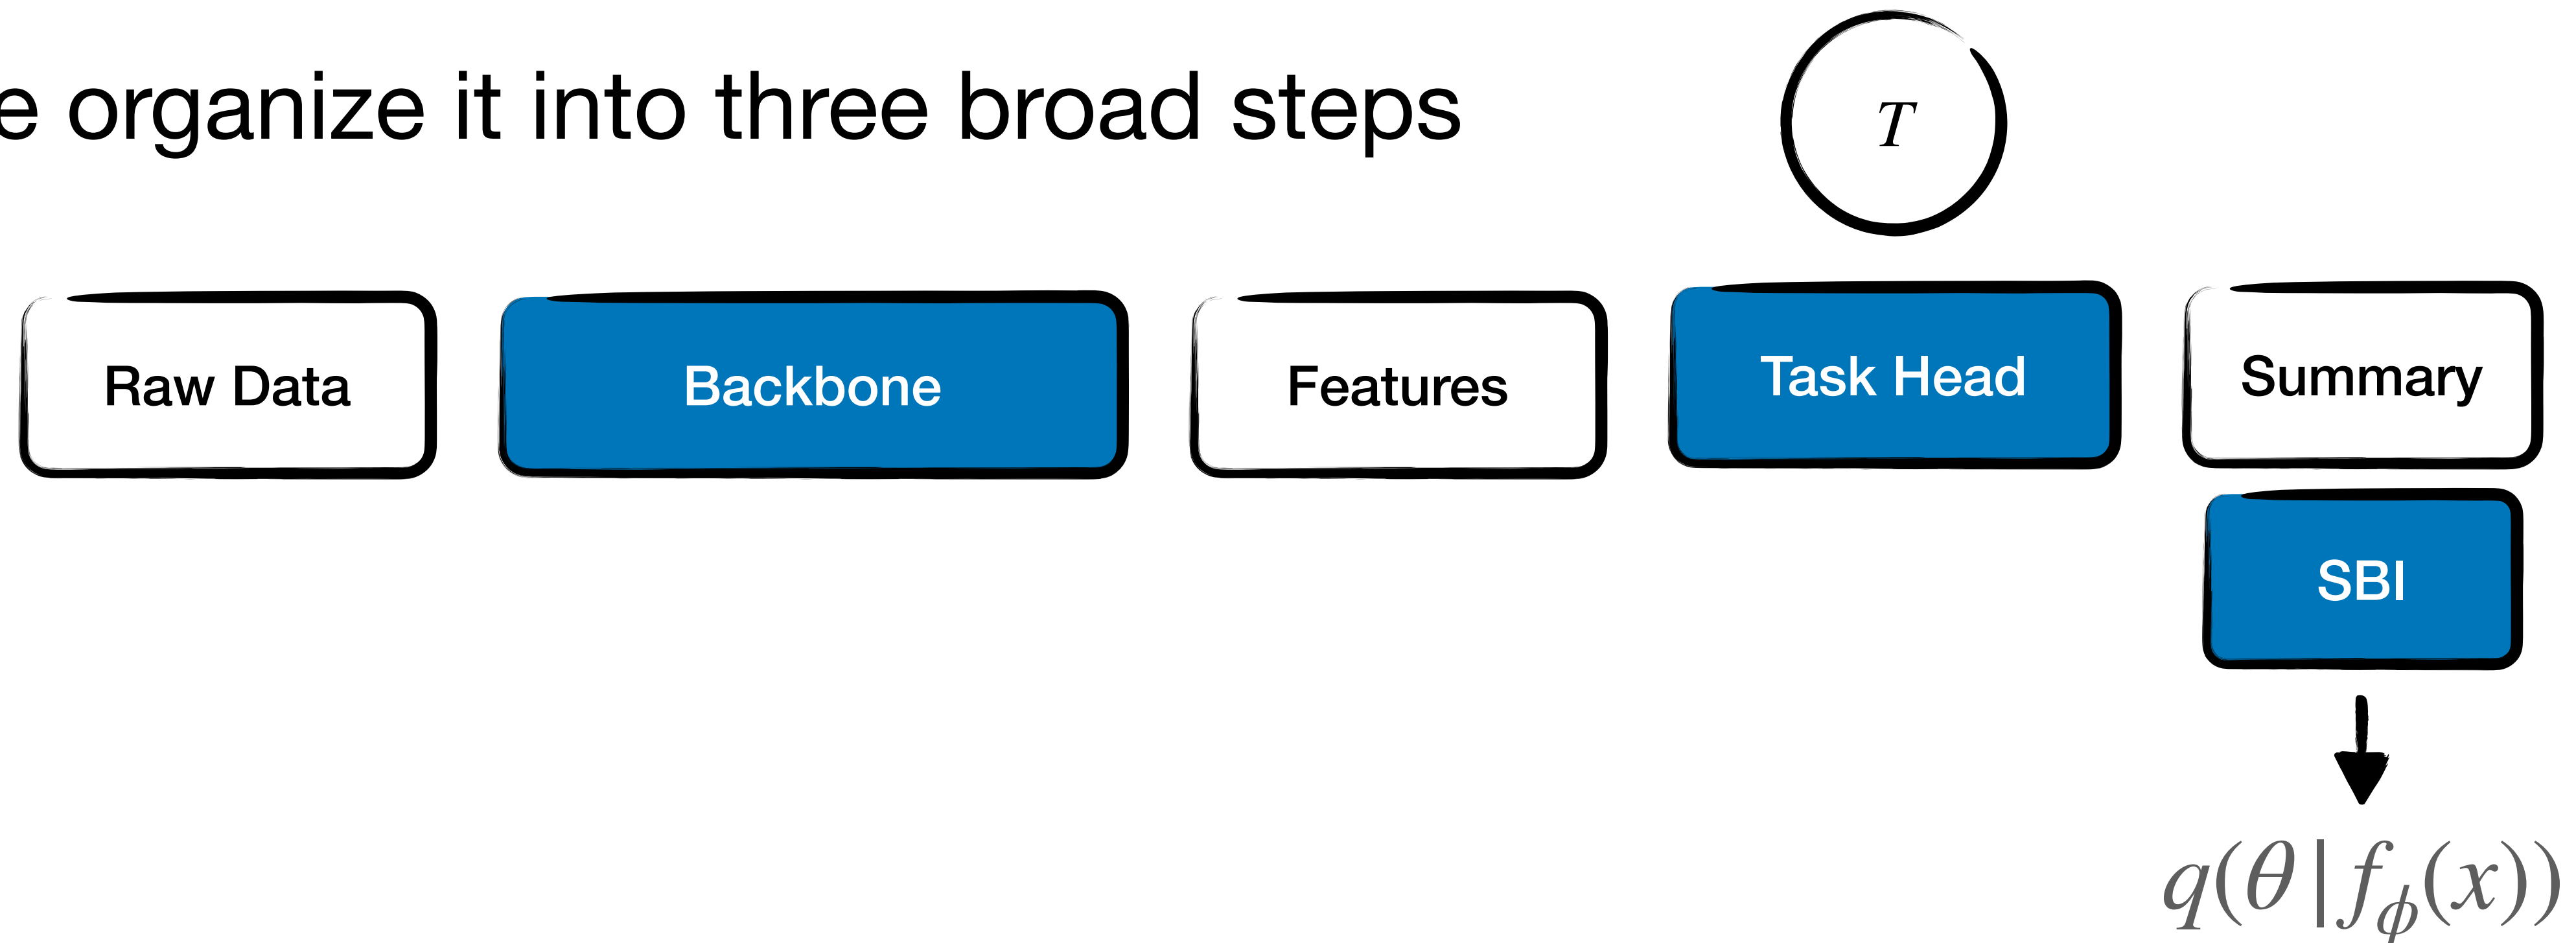 e organize it into three broad steps
T
Raw Data
Backbone
Features
Task Head
Summary
SBI
q(θ|f_ϕ(x))